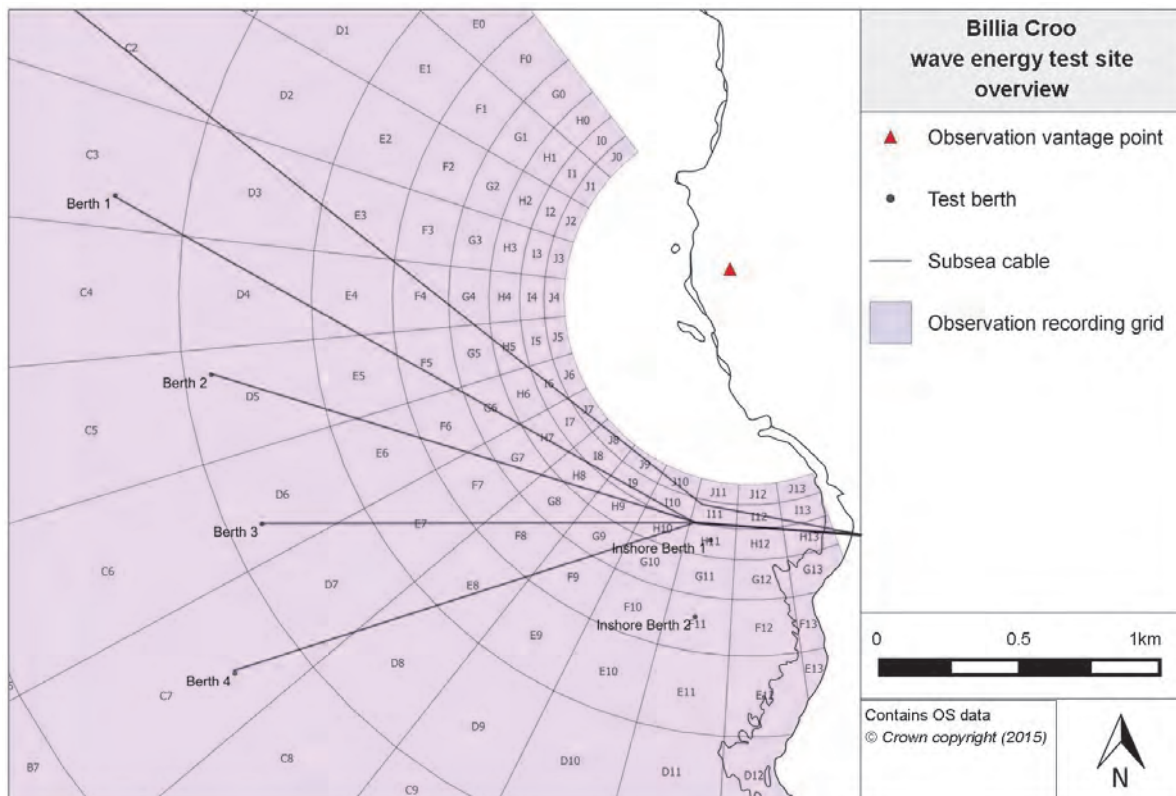 Billia Croo
wave energy test site
overview
Observation vantage point
Test berth
Subsea cable
Observation recording grid
0 0.5 1km
Contains OS data
© Crown copyright (2015)
N
E0
D1
C2
F0
E1
D2
G0
F1
H0
G1
E2
I0
C3
H1
J0
F2
I1
G2
J1
D3
Berth 1
H2
I2
E3
J2
F3
G3
H3
I3
J3
C4
D4
E4
F4
G4
H4
I4
J4
J5
I5
H5
G5
F5
E5
J6
I6
H6
Berth 2
D5
G6
J7
I7
F6
C5
H7
J8
E6
G7
I8
J9
H8
F7
I9
J10
J11
J12
J13
D6
G8
H9
I10
I11
I12
I13
Berth 3
E7
F8
G9
H10
H11
H12
H13
Inshore Berth 1
G10
G11
G12
G13
C6
D7
E8
F9
F10
Inshore Berth 2
F11
F12
F13
E9
D8
E10
E13
Berth 4
C7
E11
E12
D9
C8
B7
D10
D11
D12
C9